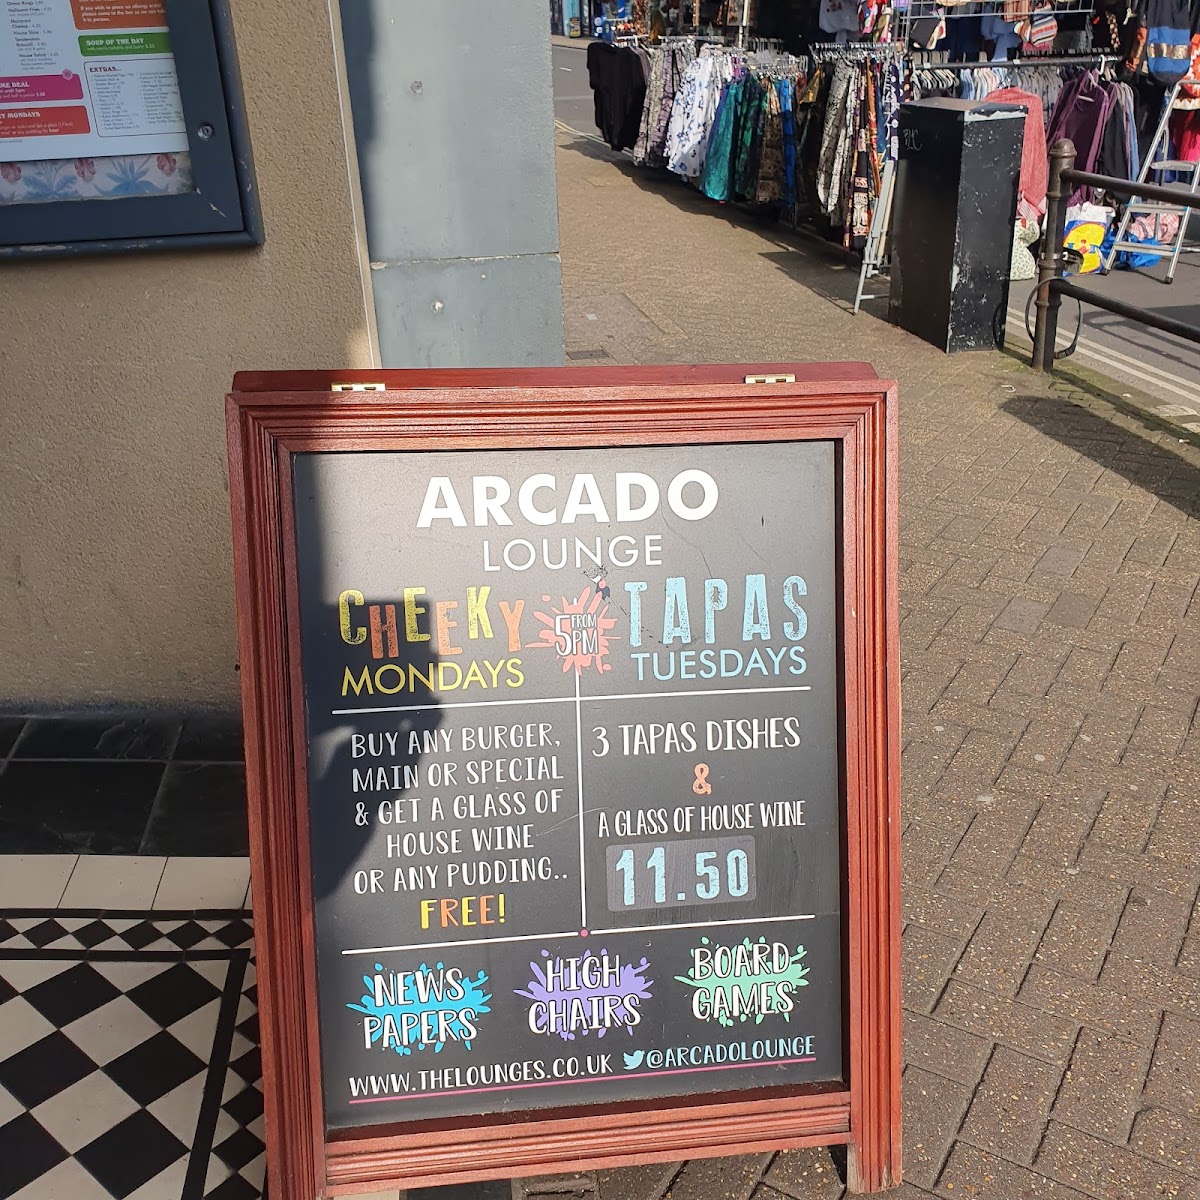 SOUP OF THE DAY
EXTRAS...
ARCADO
LOUNGE
CHEEKY
MONDAYS
FROM
5PM
TAPAS
TUESDAYS
BUY ANY BURGER,
MAIN OR SPECIAL
& GET A GLASS OF
HOUSE WINE
OR ANY PUDDING..
FREE!
3 TAPAS DISHES
&
A GLASS OF HOUSE WINE
11.50
NEWS
PAPERS
HIGH
CHAIRS
BOARD
GAMES
WWW.THELOUNGES.CO.UK @ARCADOLOUNGE